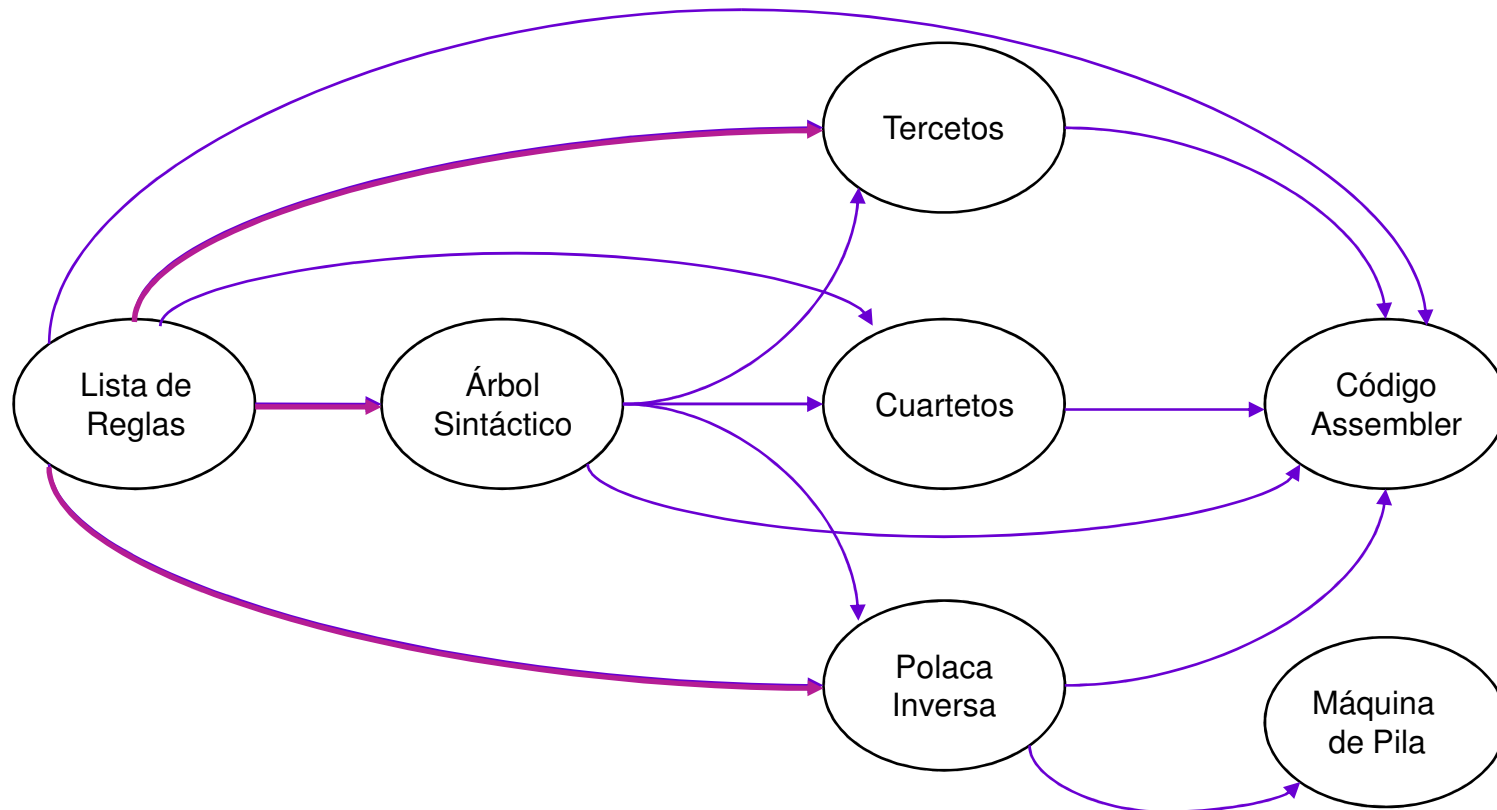 Tercetos
Lista de
Reglas
Árbol
Sintáctico
Cuartetos
Código
Assembler
Polaca
Inversa
Máquina
de Pila